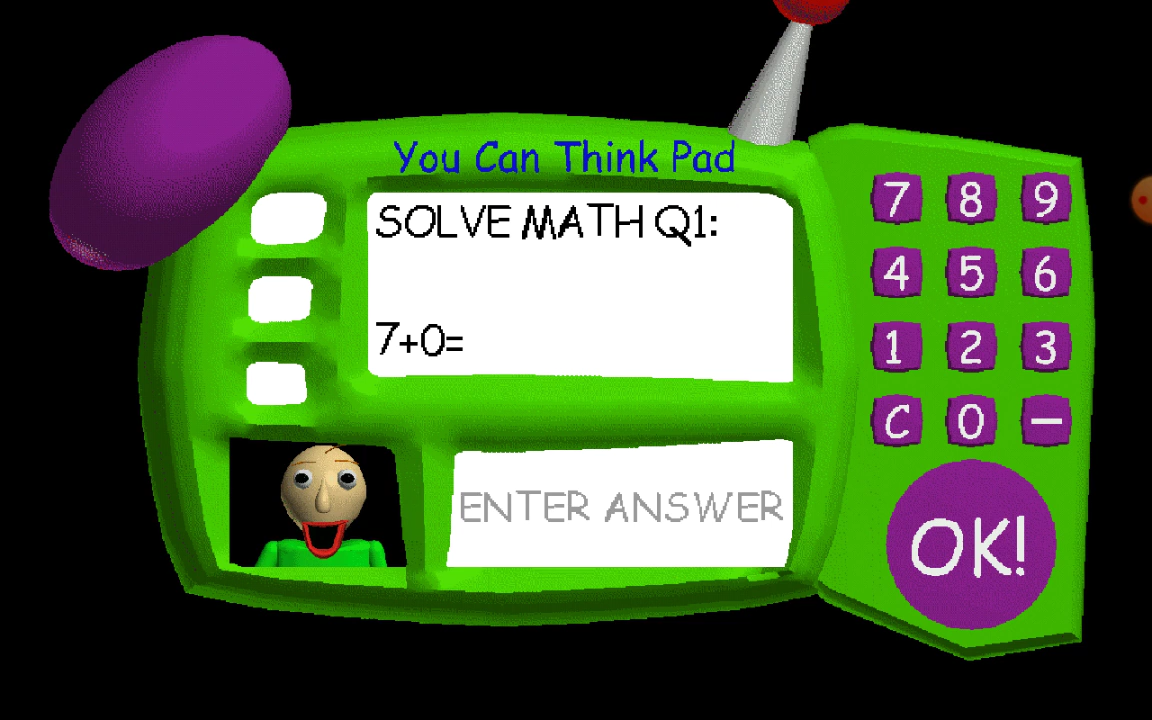 You Can Think Pad
SOLVE MATH Q1:
7+0=
ENTER ANSWER
7 8 9
4 5 6
1 2 3
C 0 -
OK!